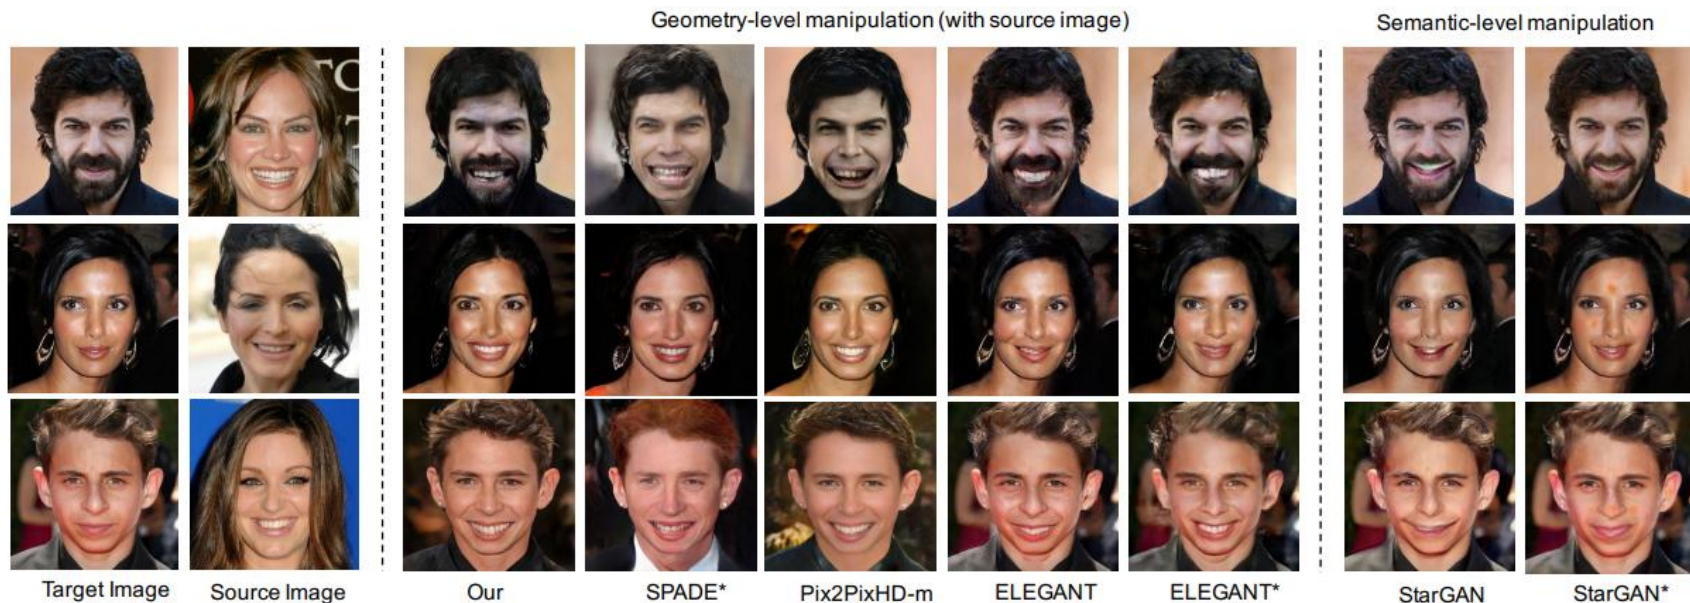 Geometry-level manipulation (with source image)
Semantic-level manipulation
TO
Target Image
Source Image
Our
SPADE*
Pix2PixHD-m
ELEGANT
ELEGANT*
StarGAN
StarGAN*